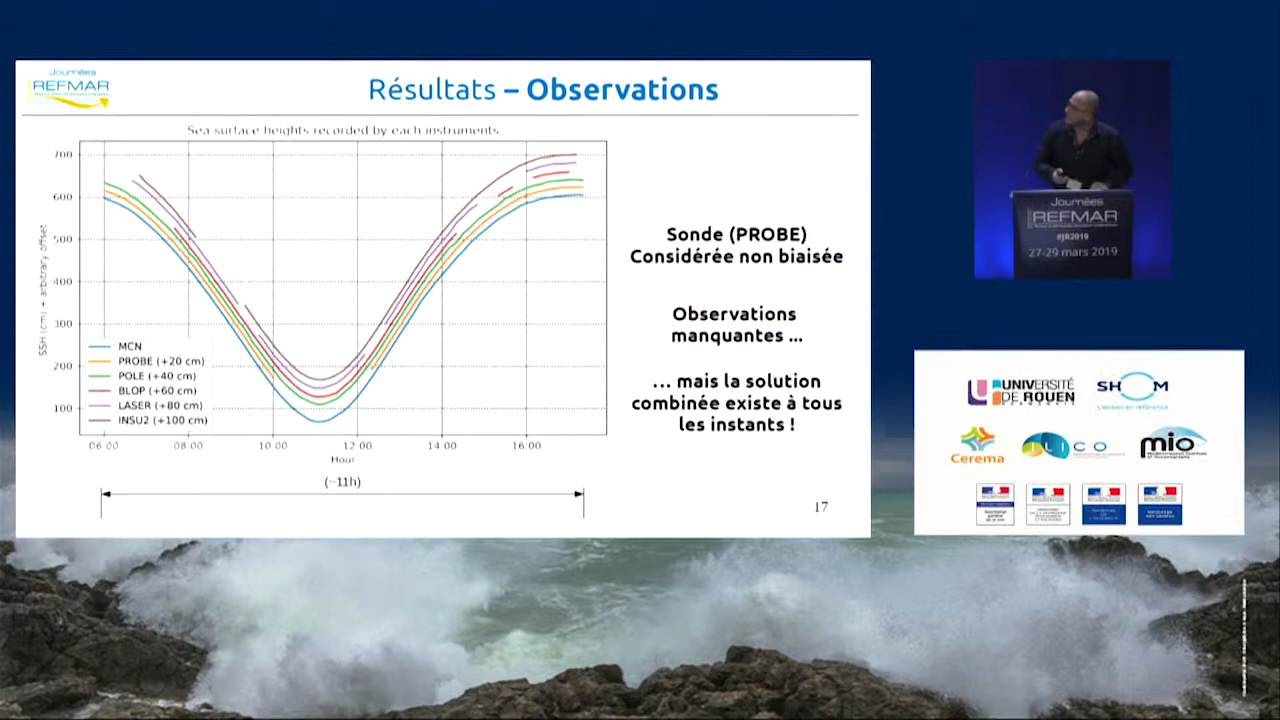 Journées
REFMAR
Résultats – Observations
Sea surface heights recorded by each instruments
SSH (cm) + arbitrary offset
700
600
500
400
300
200
100
MCN
PROBE (+20 cm)
POLE (+40 cm)
BLOP (+60 cm)
LASER (+80 cm)
INSU2 (+100 cm)
06:00 08:00 10:00 12:00 14:00 16:00
Hour
(~11h)
Sonde (PROBE)
Considérée non biaisée
Observations
manquantes ...
... mais la solution
combinée existe à tous
les instants !
17
Journées
REFMAR
#JR2019
27-29 mars 2019
UNIVERSITÉ
DE ROUEN
SHOM
L'océan en référence
Cerema
ILICO
mio